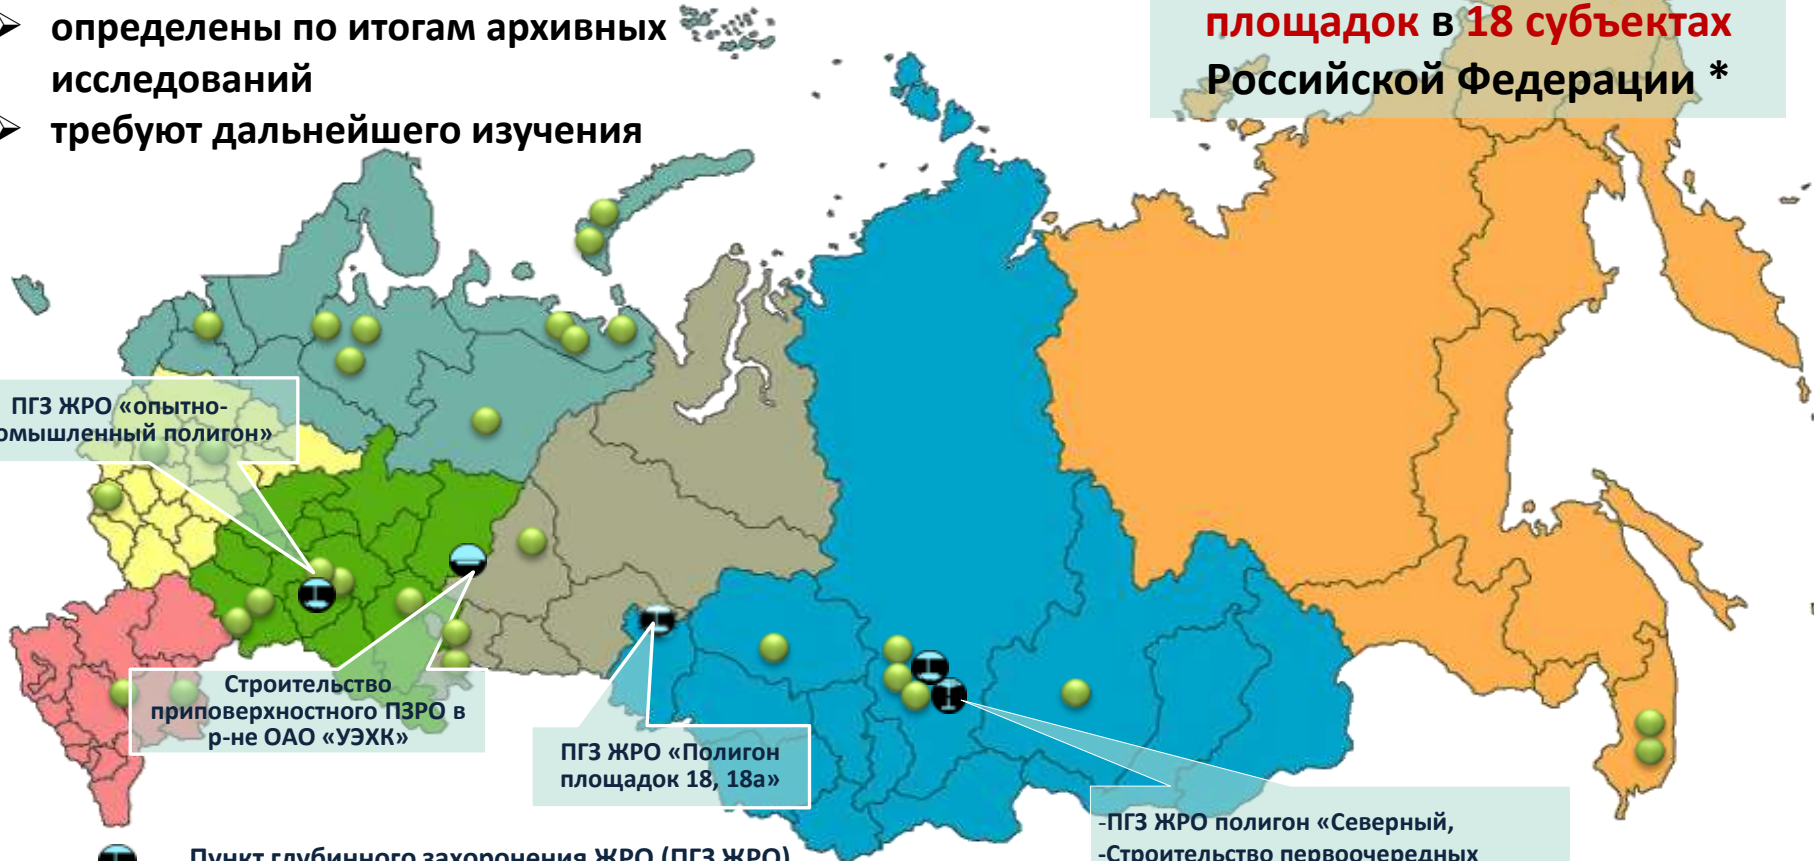 определены по итогам архивных
исследований
требуют дальнейшего изучения
площадок в 18 субъектах
Российской Федерации *
ПГЗ ЖРО «опытно-
омышленный полигон»
Строительство
приповерхностного ПЗРО в
р-не ОАО «УЭХК»
ПГЗ ЖРО «Полигон
площадок 18, 18а»
-ПГЗ ЖРО полигон «Северный,
-Строительство первоочередных
Пункт глубинного захоронения ЖРО (ПГЗ ЖРО)